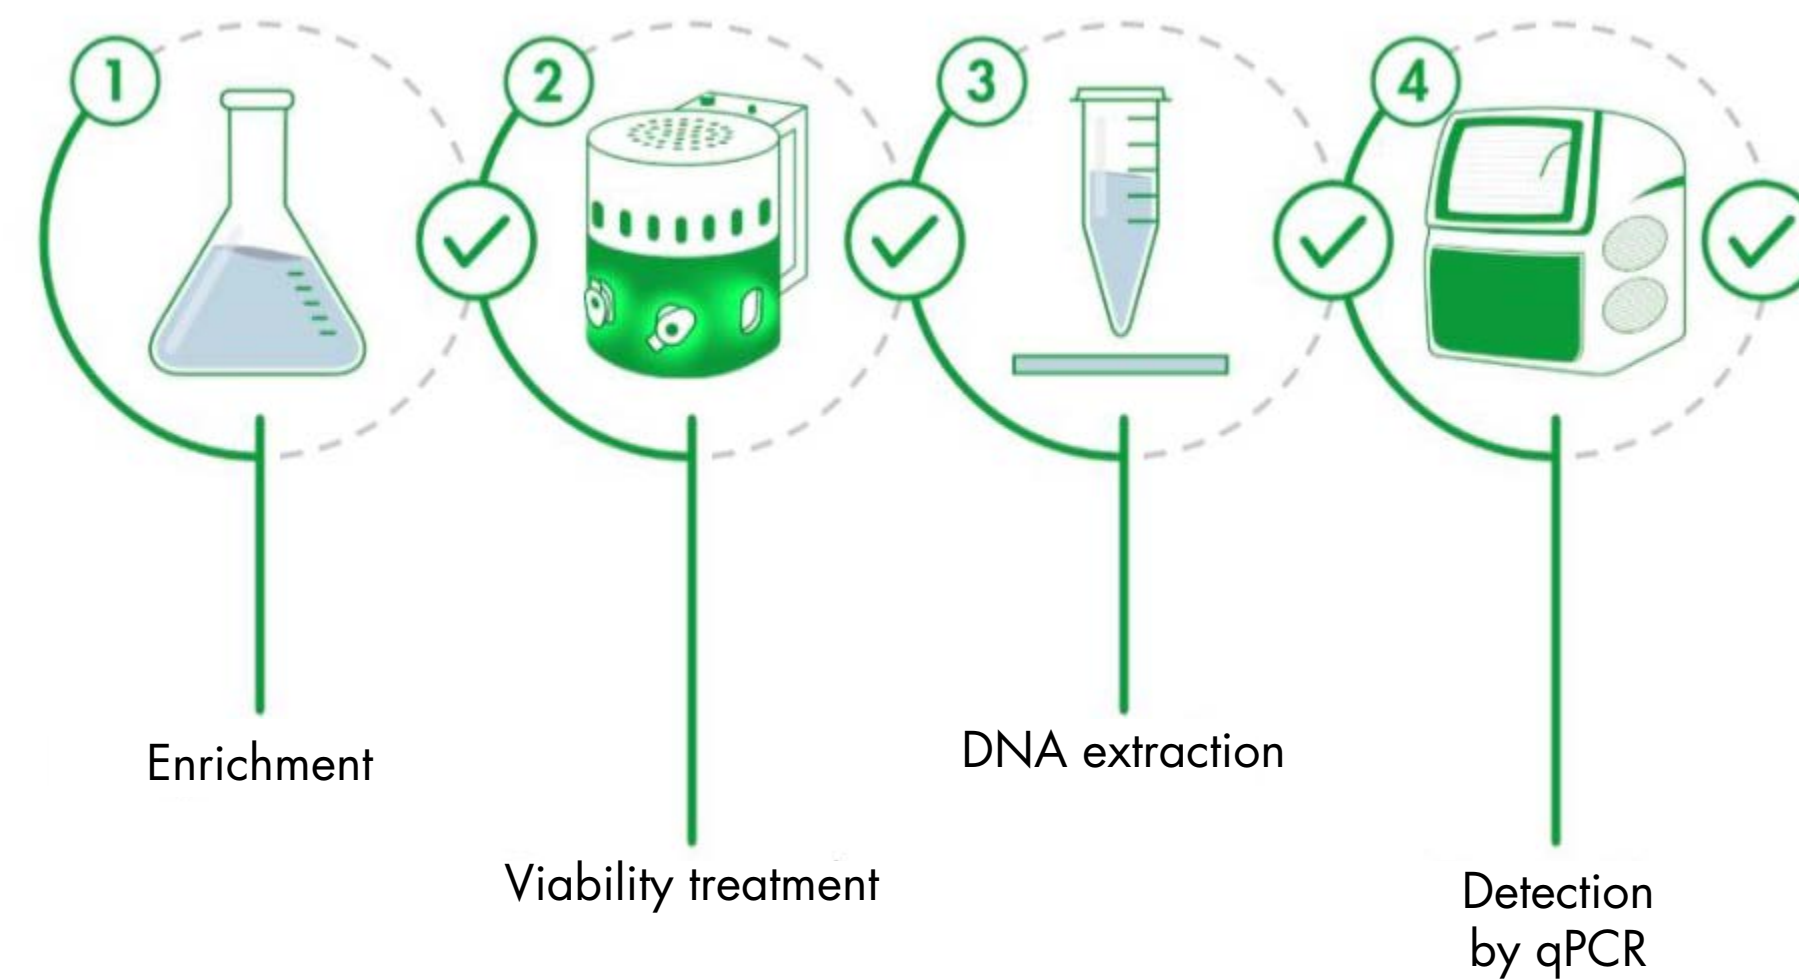 1
2
3
4
Enrichment
Viability treatment
DNA extraction
Detection
by qPCR